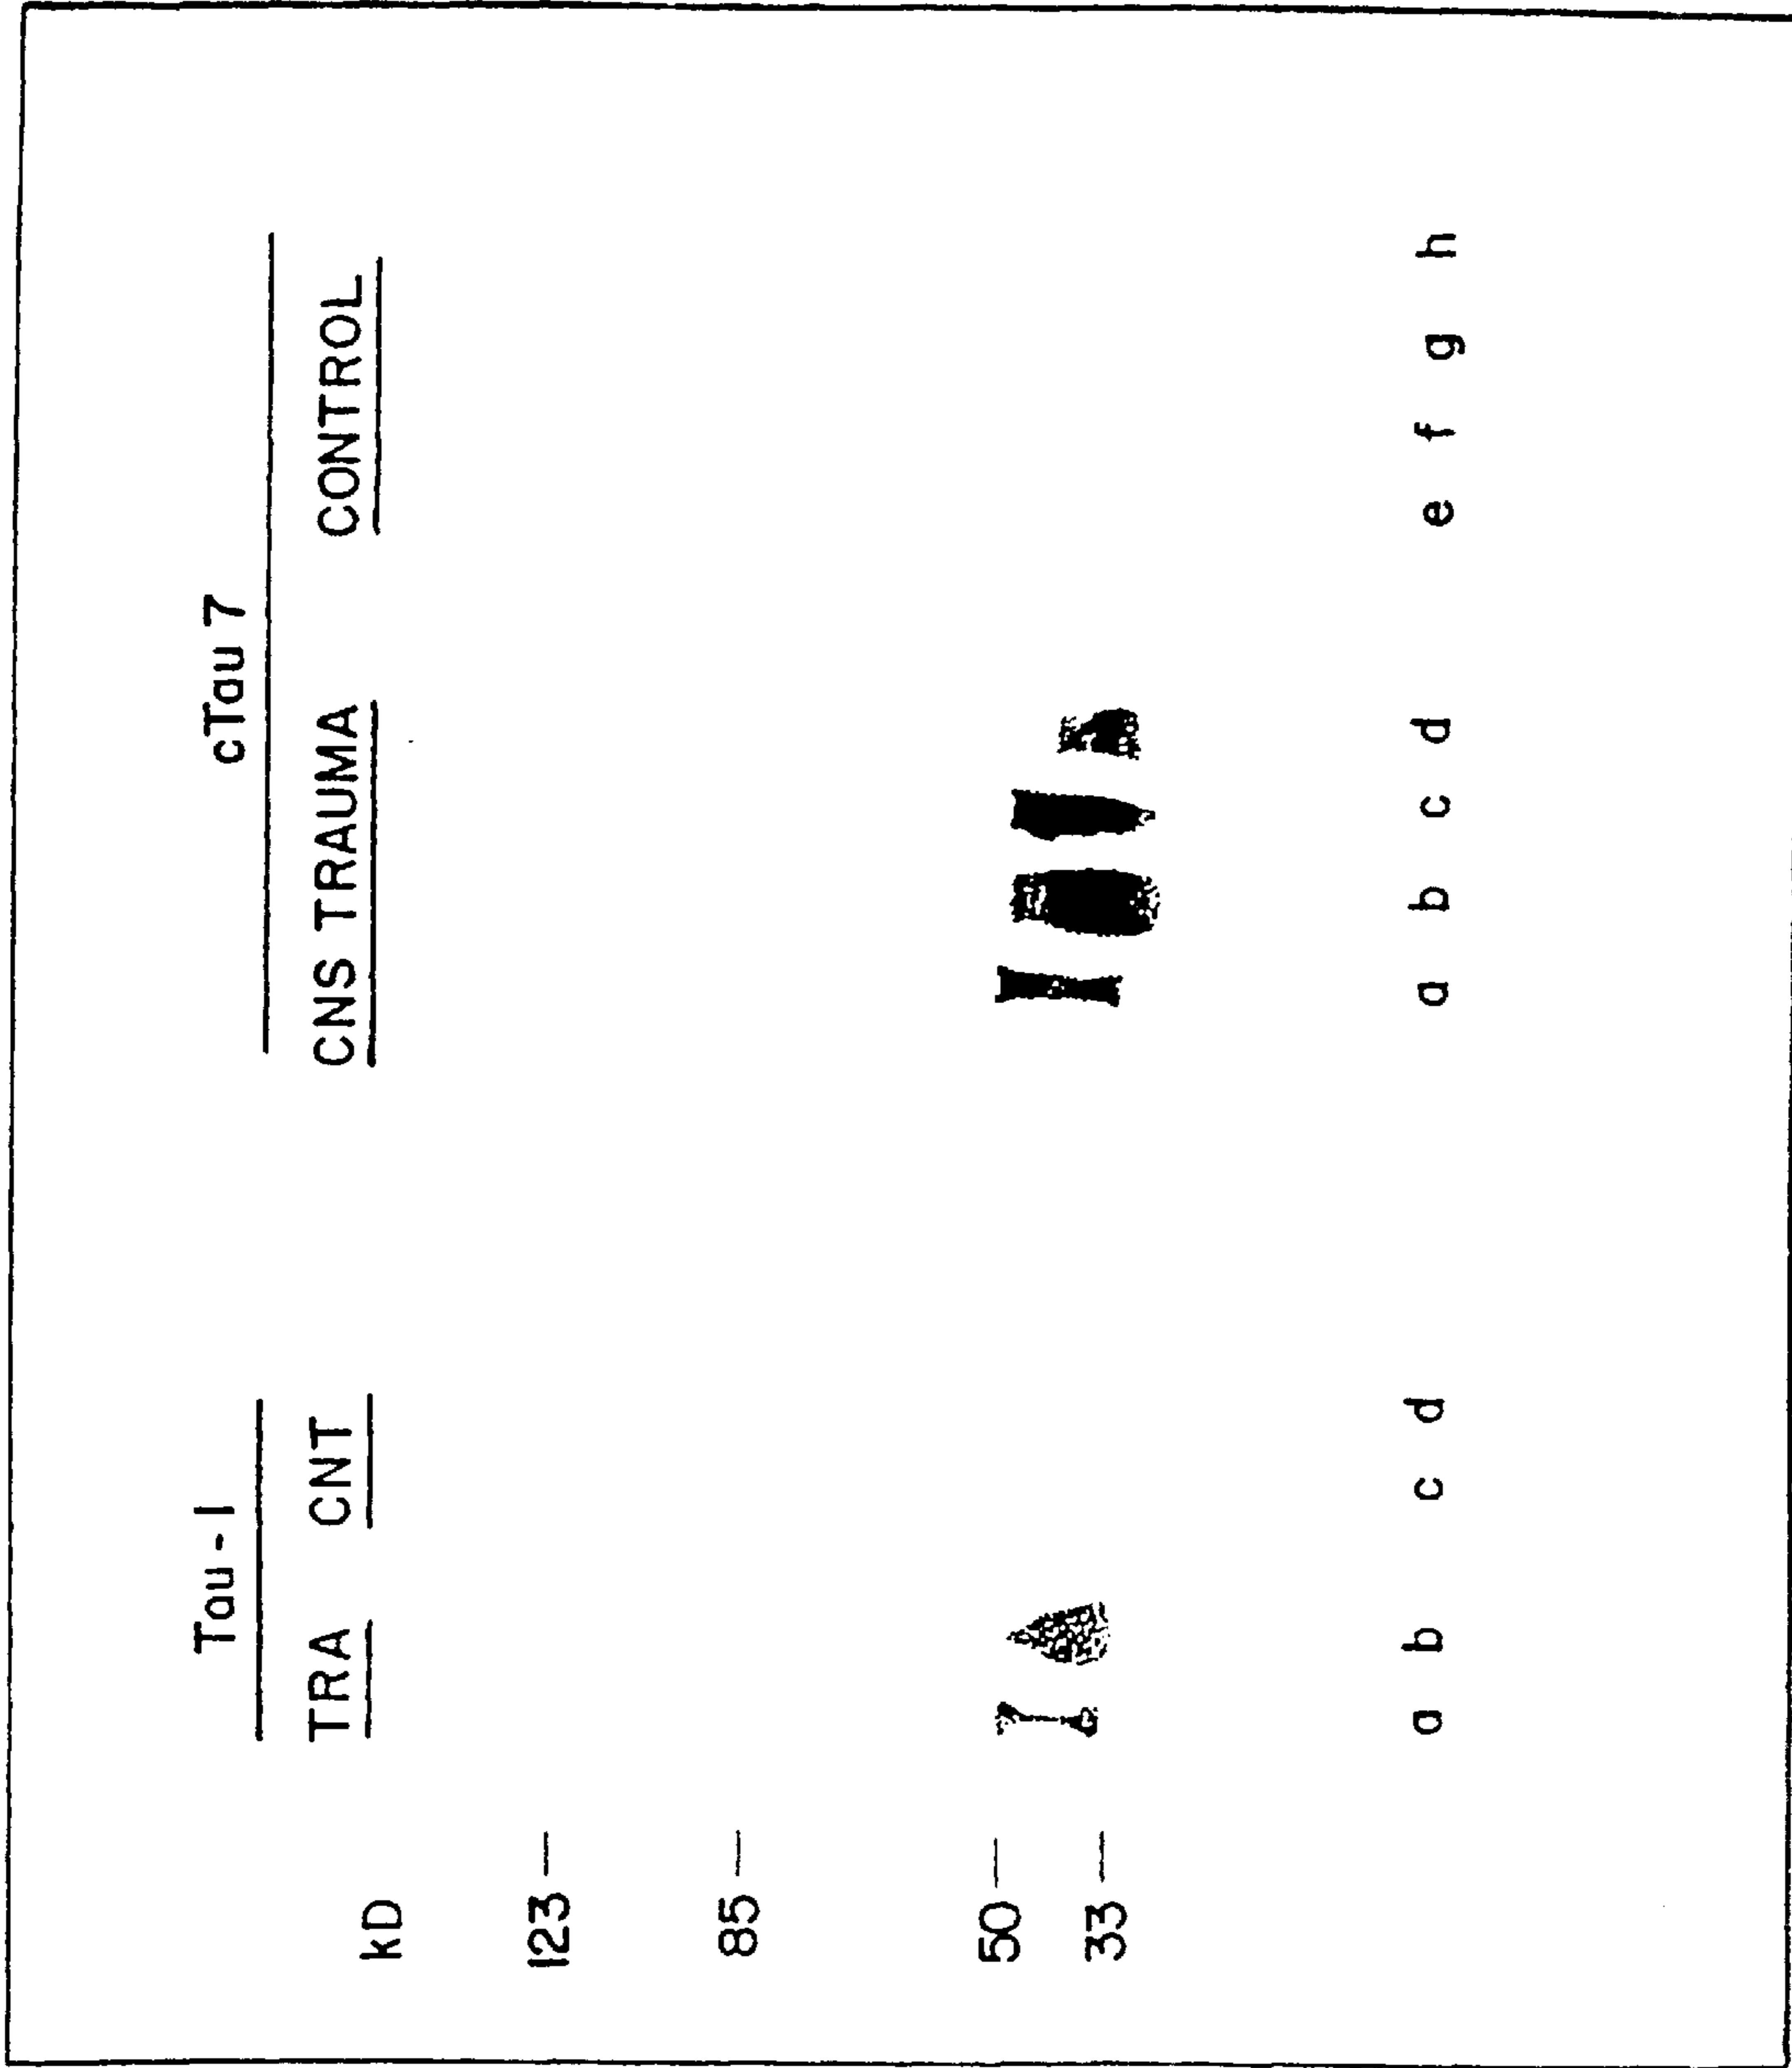 Tau-1 cTau 7
TRA CNT CNS TRAUMA CONTROL
kD
123
85
50
33
a b c d a b c d e f g h